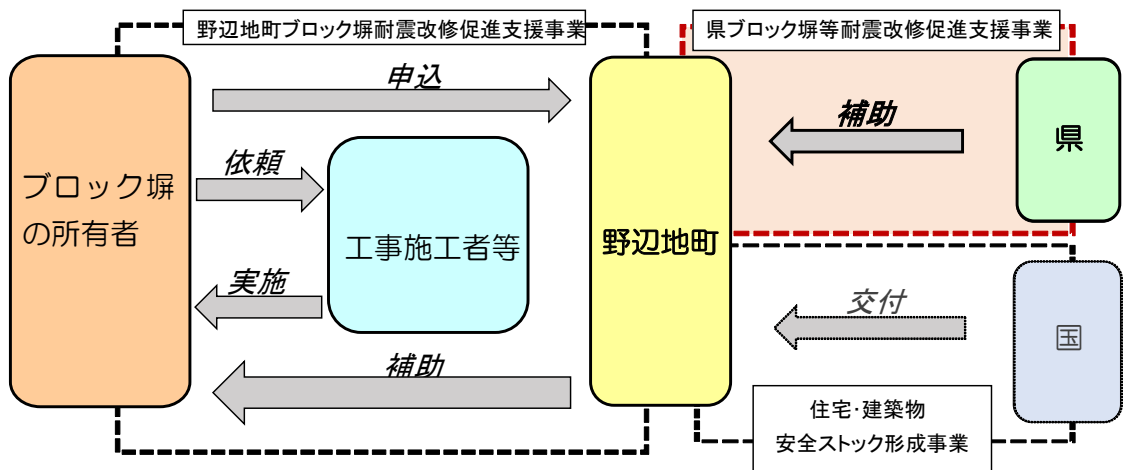 野辺地町ブロック塀耐震改修促進支援事業
県ブロック塀等耐震改修促進支援事業
申込
補助
県
依頼
ブロック塀
の所有者
工事施工者等
野辺地町
実施
交付
国
補助
住宅・建築物
安全ストック形成事業